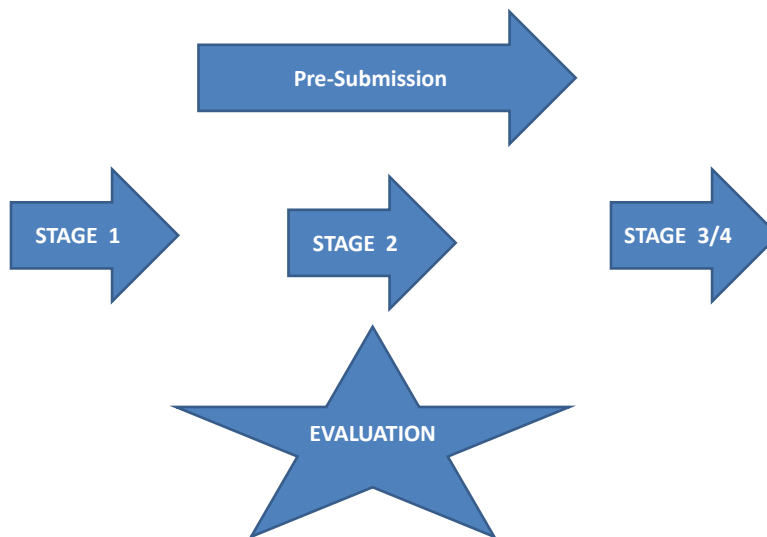 Pre-Submission
STAGE 1
STAGE 2
STAGE 3/4
EVALUATION